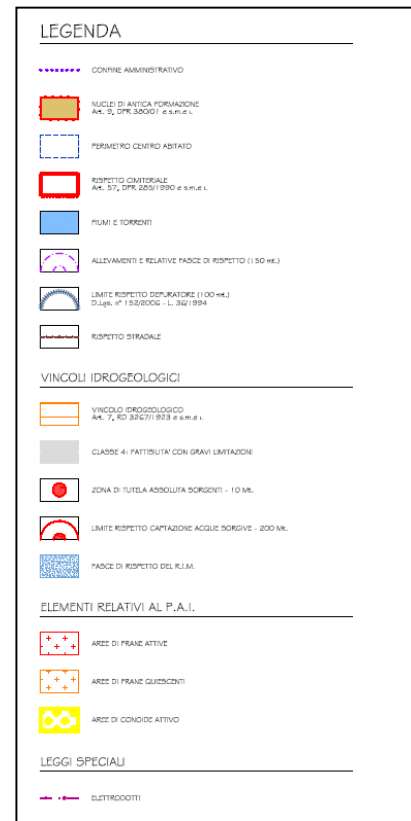 LEGENDA
CONFINE AMMINISTRATIVO
NUCLEI DI ANTICA FORMAZIONE
Art. 9, DPR 380/01 e s.m.e i.
PERIMETRO CENTRO ABITATO
RISPETTO CIMITERIALE
Art. 57, DPR 285/1990 e s.m.e i.
FIUMI E TORRENTI
ALLEVAMENTI E RELATIVE FASCE DI RISPETTO (150 mt.)
LIMITE RISPETTO DEPURATORE (100 mt.)
D.Lgs. n° 152/2006 - L. 36/1994
RISPETTO STRADALE
VINCOLI IDROGEOLOGICI
VINCOLO IDROGEOLOGICO
Art. 7, RD 3267/1923 e s.m.e i.
CLASSE 4: FATTIBILITA' CON GRAVI LIMITAZIONI
ZONA DI TUTELA ASSOLUTA SORGENTI - 10 Mt.
LIMITE RISPETTO CAPTAZIONE ACQUE SORGIVE - 200 Mt.
FASCE DI RISPETTO DEL R.I.M.
ELEMENTI RELATIVI AL P.A.I.
AREE DI FRANE ATTIVE
AREE DI FRANE QUIESCENTI
AREE DI CONOIDE ATTIVO
LEGGI SPECIALI
ELETTRODOTTI